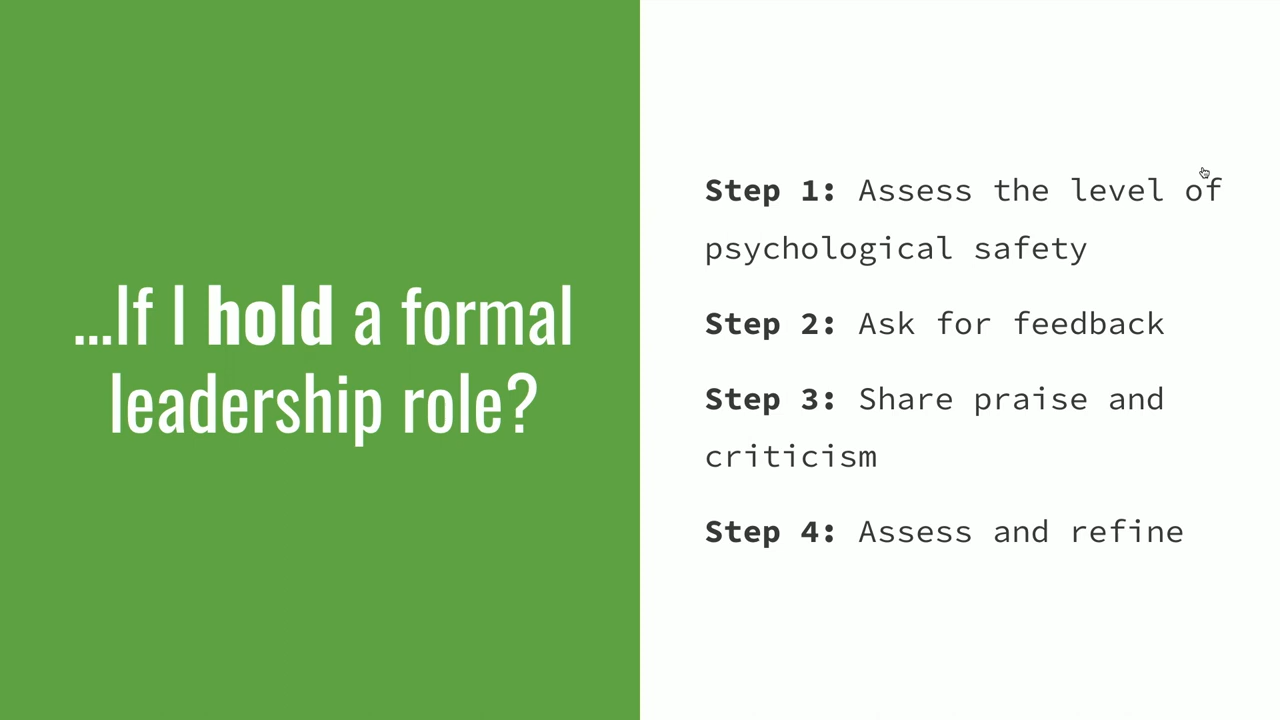 ...If I hold a formal
leadership role?
Step 1: Assess the level of
psychological safety
Step 2: Ask for feedback
Step 3: Share praise and
criticism
Step 4: Assess and refine